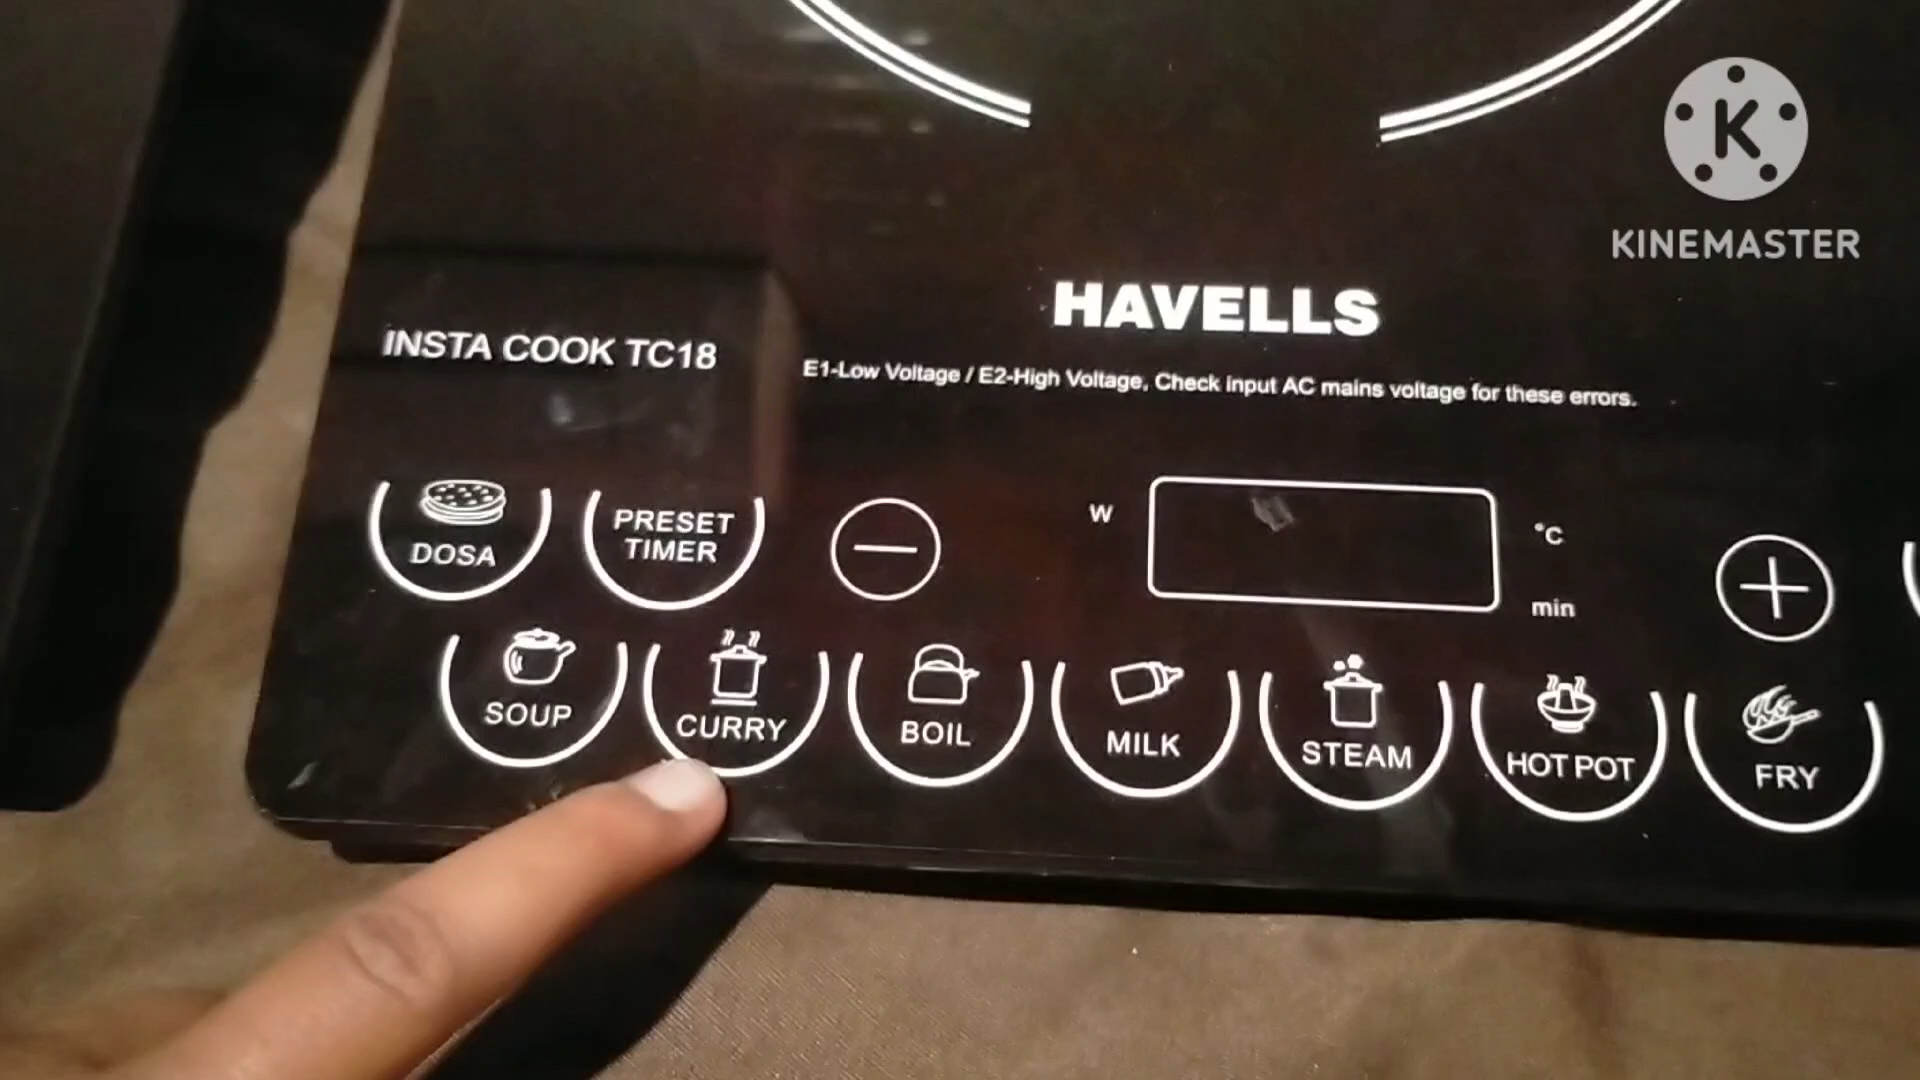 K
KINEMASTER
HAVELLS
INSTA COOK TC18
E1-Low Voltage / E2-High Voltage, Check input AC mains voltage for these errors.
DOSA
PRESET
TIMER
W
°C
min
SOUP
CURRY
BOIL
MILK
STEAM
HOT POT
FRY